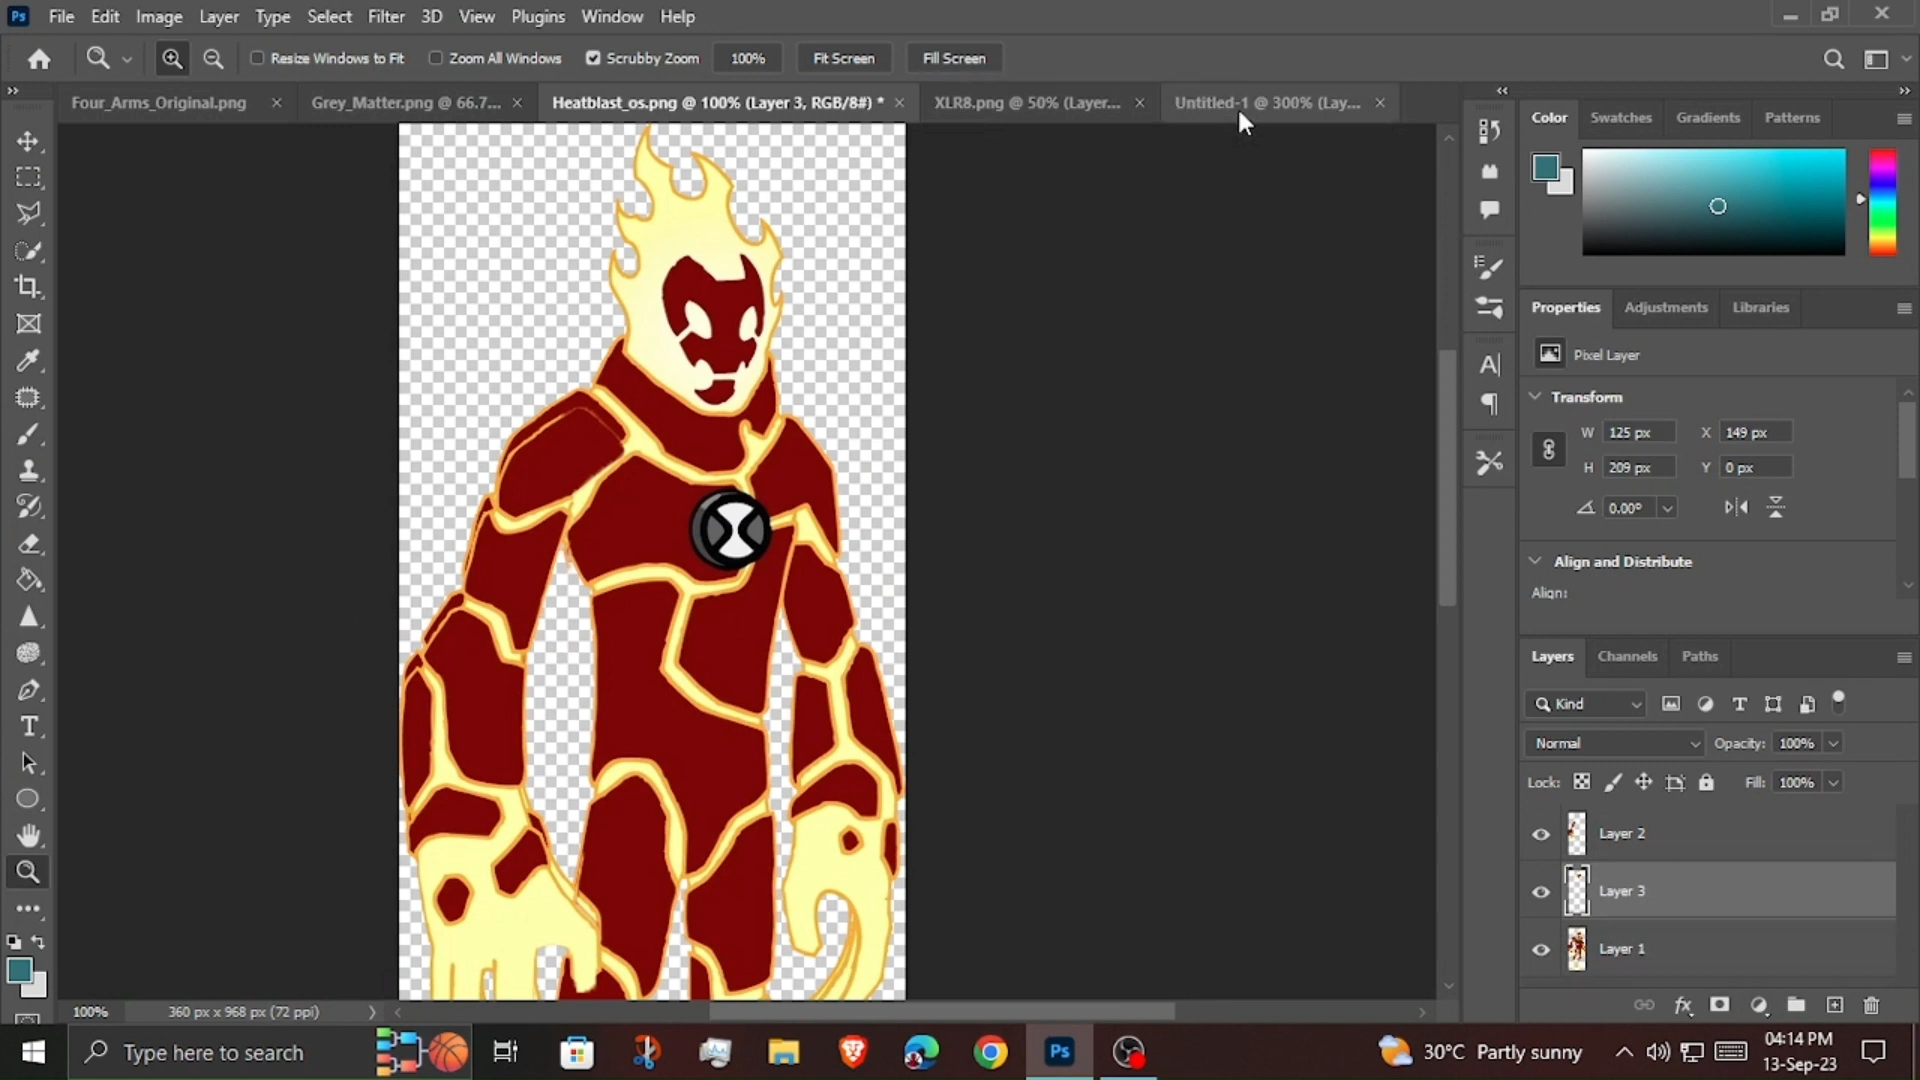 Ps File Edit Image Layer Type Select Filter 3D View Plugins Window Help
Resize Windows to Fit Zoom All Windows Scrubby Zoom 100% Fit Screen Fill Screen
Four_Arms_Original.png × Grey_Matter.png @ 66.7... × Heatblast_os.png @ 100% (Layer 3, RGB/8#) * × XLR8.png @ 50% (Layer... × Untitled-1 @ 300% (Lay... ×
Color Swatches Gradients Patterns
Properties Adjustments Libraries
Pixel Layer
Transform
W 125 px X 149 px
H 209 px Y 0 px
0.00°
Align and Distribute
Align:
Layers Channels Paths
Kind
Normal Opacity: 100%
Lock: Fill: 100%
Layer 2
Layer 3
Layer 1
100% 360 px x 968 px (72 ppi)
Type here to search
Ps
30°C Partly sunny
04:14 PM
13-Sep-23